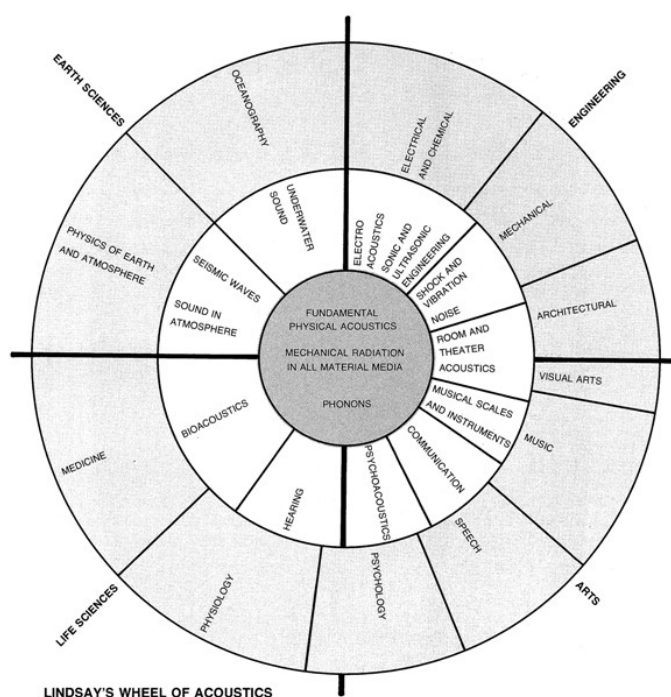 EARTH SCIENCES
ENGINEERING
OCEANOGRAPHY
ELECTRICAL
AND CHEMICAL
MECHANICAL
ARCHITECTURAL
VISUAL ARTS
MUSIC
SPEECH
PSYCHOLOGY
PHYSIOLOGY
MEDICINE
PHYSICS OF EARTH
AND ATMOSPHERE
UNDERWATER
SOUND
ELECTRO
ACOUSTICS
SONIC AND
ULTRASONIC
ENGINEERING
SHOCK AND
VIBRATION
NOISE
ROOM AND
THEATER
ACOUSTICS
MUSICAL SCALES
AND INSTRUMENTS
COMMUNICATION
PSYCHOACOUSTICS
HEARING
BIOACOUSTICS
SEISMIC WAVES
SOUND IN
ATMOSPHERE
FUNDAMENTAL
PHYSICAL ACOUSTICS
MECHANICAL RADIATION
IN ALL MATERIAL MEDIA
PHONONS
LIFE SCIENCES
ARTS
LINDSAY'S WHEEL OF ACOUSTICS